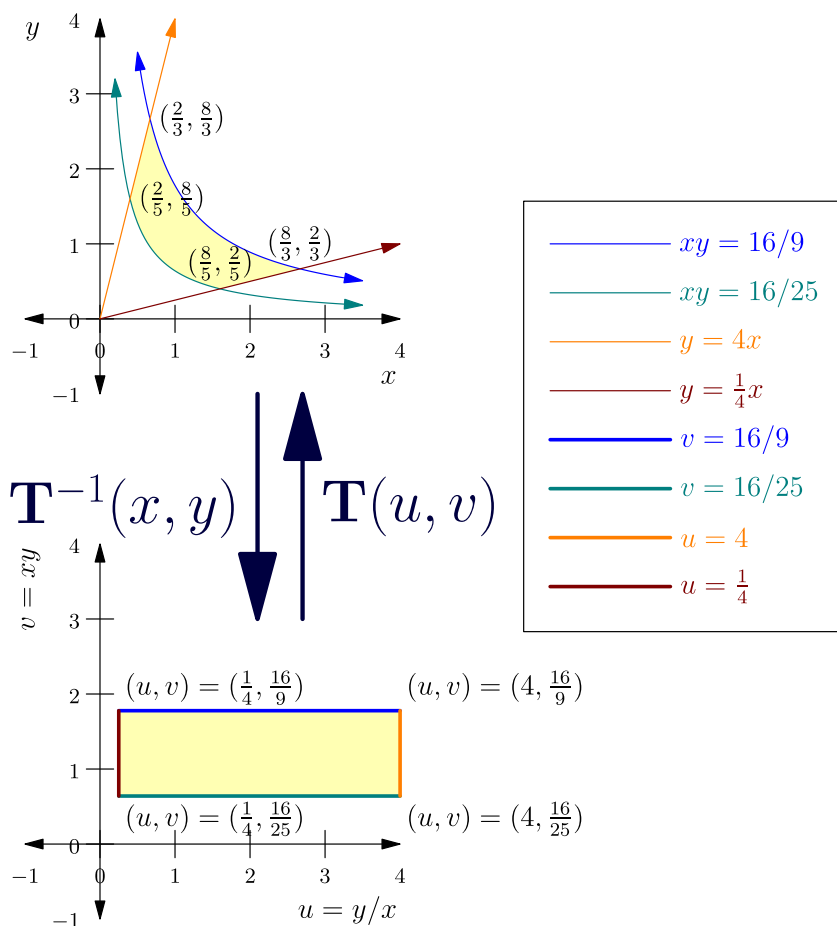 y
4
3
2
1
0
−1
−1
0
1
2
3
4
x
(2/3, 8/3)
(2/5, 8/5)
(8/3, 2/3)
(8/5, 2/5)
xy = 16/9
xy = 16/25
y = 4x
y = 1/4 x
v = 16/9
v = 16/25
u = 4
u = 1/4
T⁻¹(x, y)
T(u, v)
v = xy
4
3
2
1
0
−1
(u, v) = (1/4, 16/9)
(u, v) = (4, 16/9)
(u, v) = (1/4, 16/25)
(u, v) = (4, 16/25)
−1
0
1
2
3
4
u = y/x